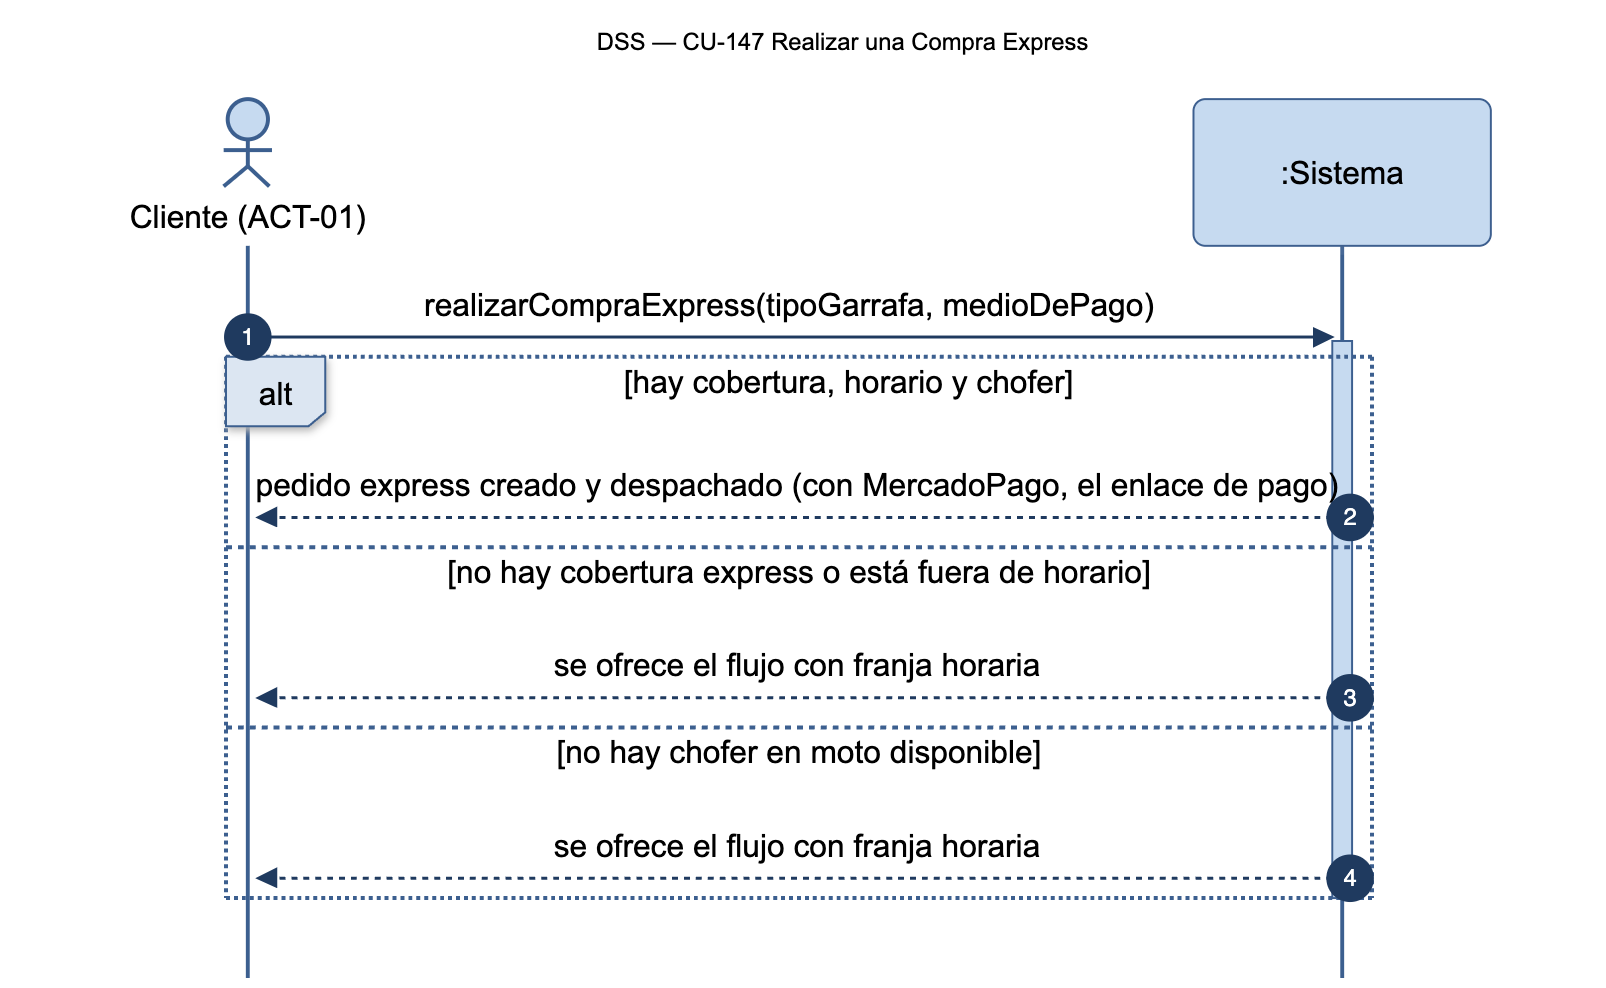 DSS — CU-147 Realizar una Compra Express
Cliente (ACT-01)
:Sistema
realizarCompraExpress(tipoGarrafa, medioDePago)
1
alt
[hay cobertura, horario y chofer]
pedido express creado y despachado (con MercadoPago, el enlace de pago)
2
[no hay cobertura express o está fuera de horario]
se ofrece el flujo con franja horaria
3
[no hay chofer en moto disponible]
se ofrece el flujo con franja horaria
4